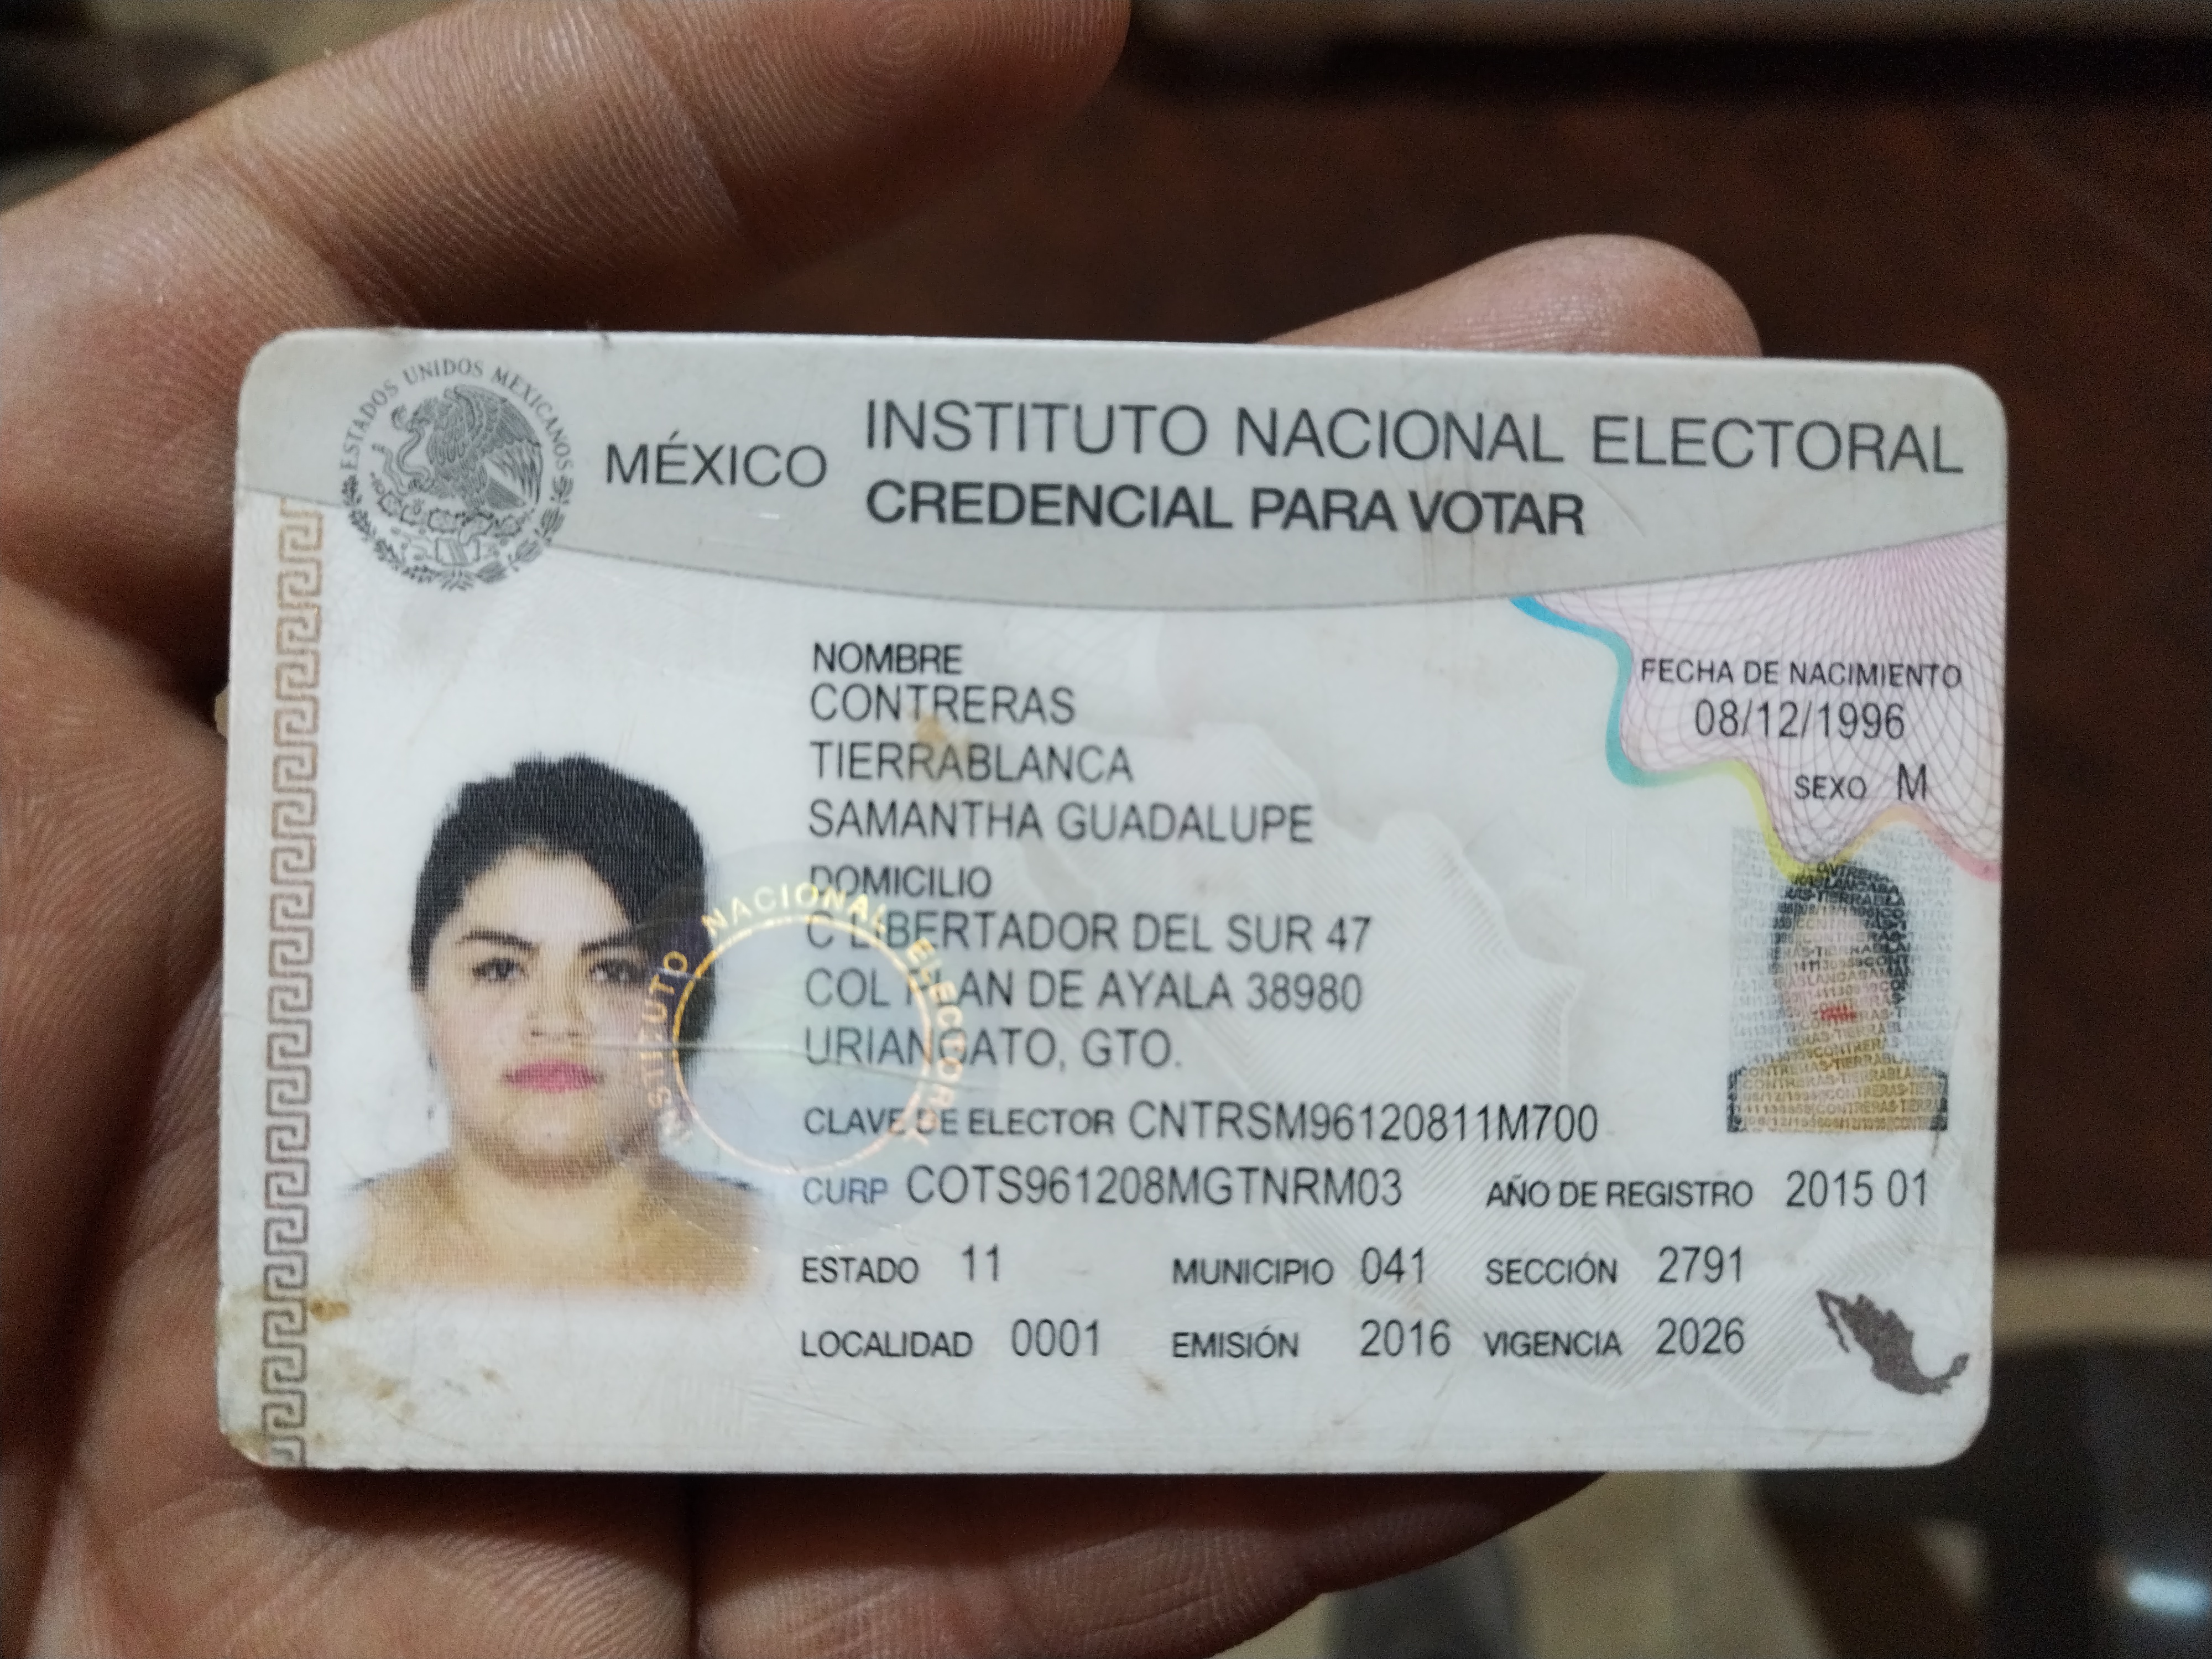 ESTADOS UNIDOS MEXICANOS
MÉXICO
INSTITUTO NACIONAL ELECTORAL
CREDENCIAL PARA VOTAR
NOMBRE
CONTRERAS
TIERRABLANCA
SAMANTHA GUADALUPE
FECHA DE NACIMIENTO
08/12/1996
SEXO M
DOMICILIO
C LIBERTADOR DEL SUR 47
COL PLAN DE AYALA 38980
URIANGATO, GTO.
INSTITUTO NACIONAL ELECTORAL
CLAVE DE ELECTOR CNTRSM96120811M700
CURP COTS961208MGTNRM03 AÑO DE REGISTRO 2015 01
ESTADO 11 MUNICIPIO 041 SECCIÓN 2791
LOCALIDAD 0001 EMISIÓN 2016 VIGENCIA 2026